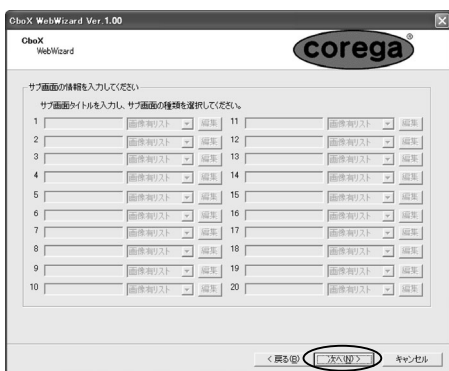 CboX WebWizard Ver.1.00
CboX
WebWizard
corega®
サブ画面の情報を入力してください
サブ画面タイトルを入力し、サブ画面の種類を選択してください。
1 画像有リスト 編集 11 画像有リスト 編集
2 画像有リスト 編集 12 画像有リスト 編集
3 画像有リスト 編集 13 画像有リスト 編集
4 画像有リスト 編集 14 画像有リスト 編集
5 画像有リスト 編集 15 画像有リスト 編集
6 画像有リスト 編集 16 画像有リスト 編集
7 画像有リスト 編集 17 画像有リスト 編集
8 画像有リスト 編集 18 画像有リスト 編集
9 画像有リスト 編集 19 画像有リスト 編集
10 画像有リスト 編集 20 画像有リスト 編集
< 戻る(B) 次へ(N) > キャンセル